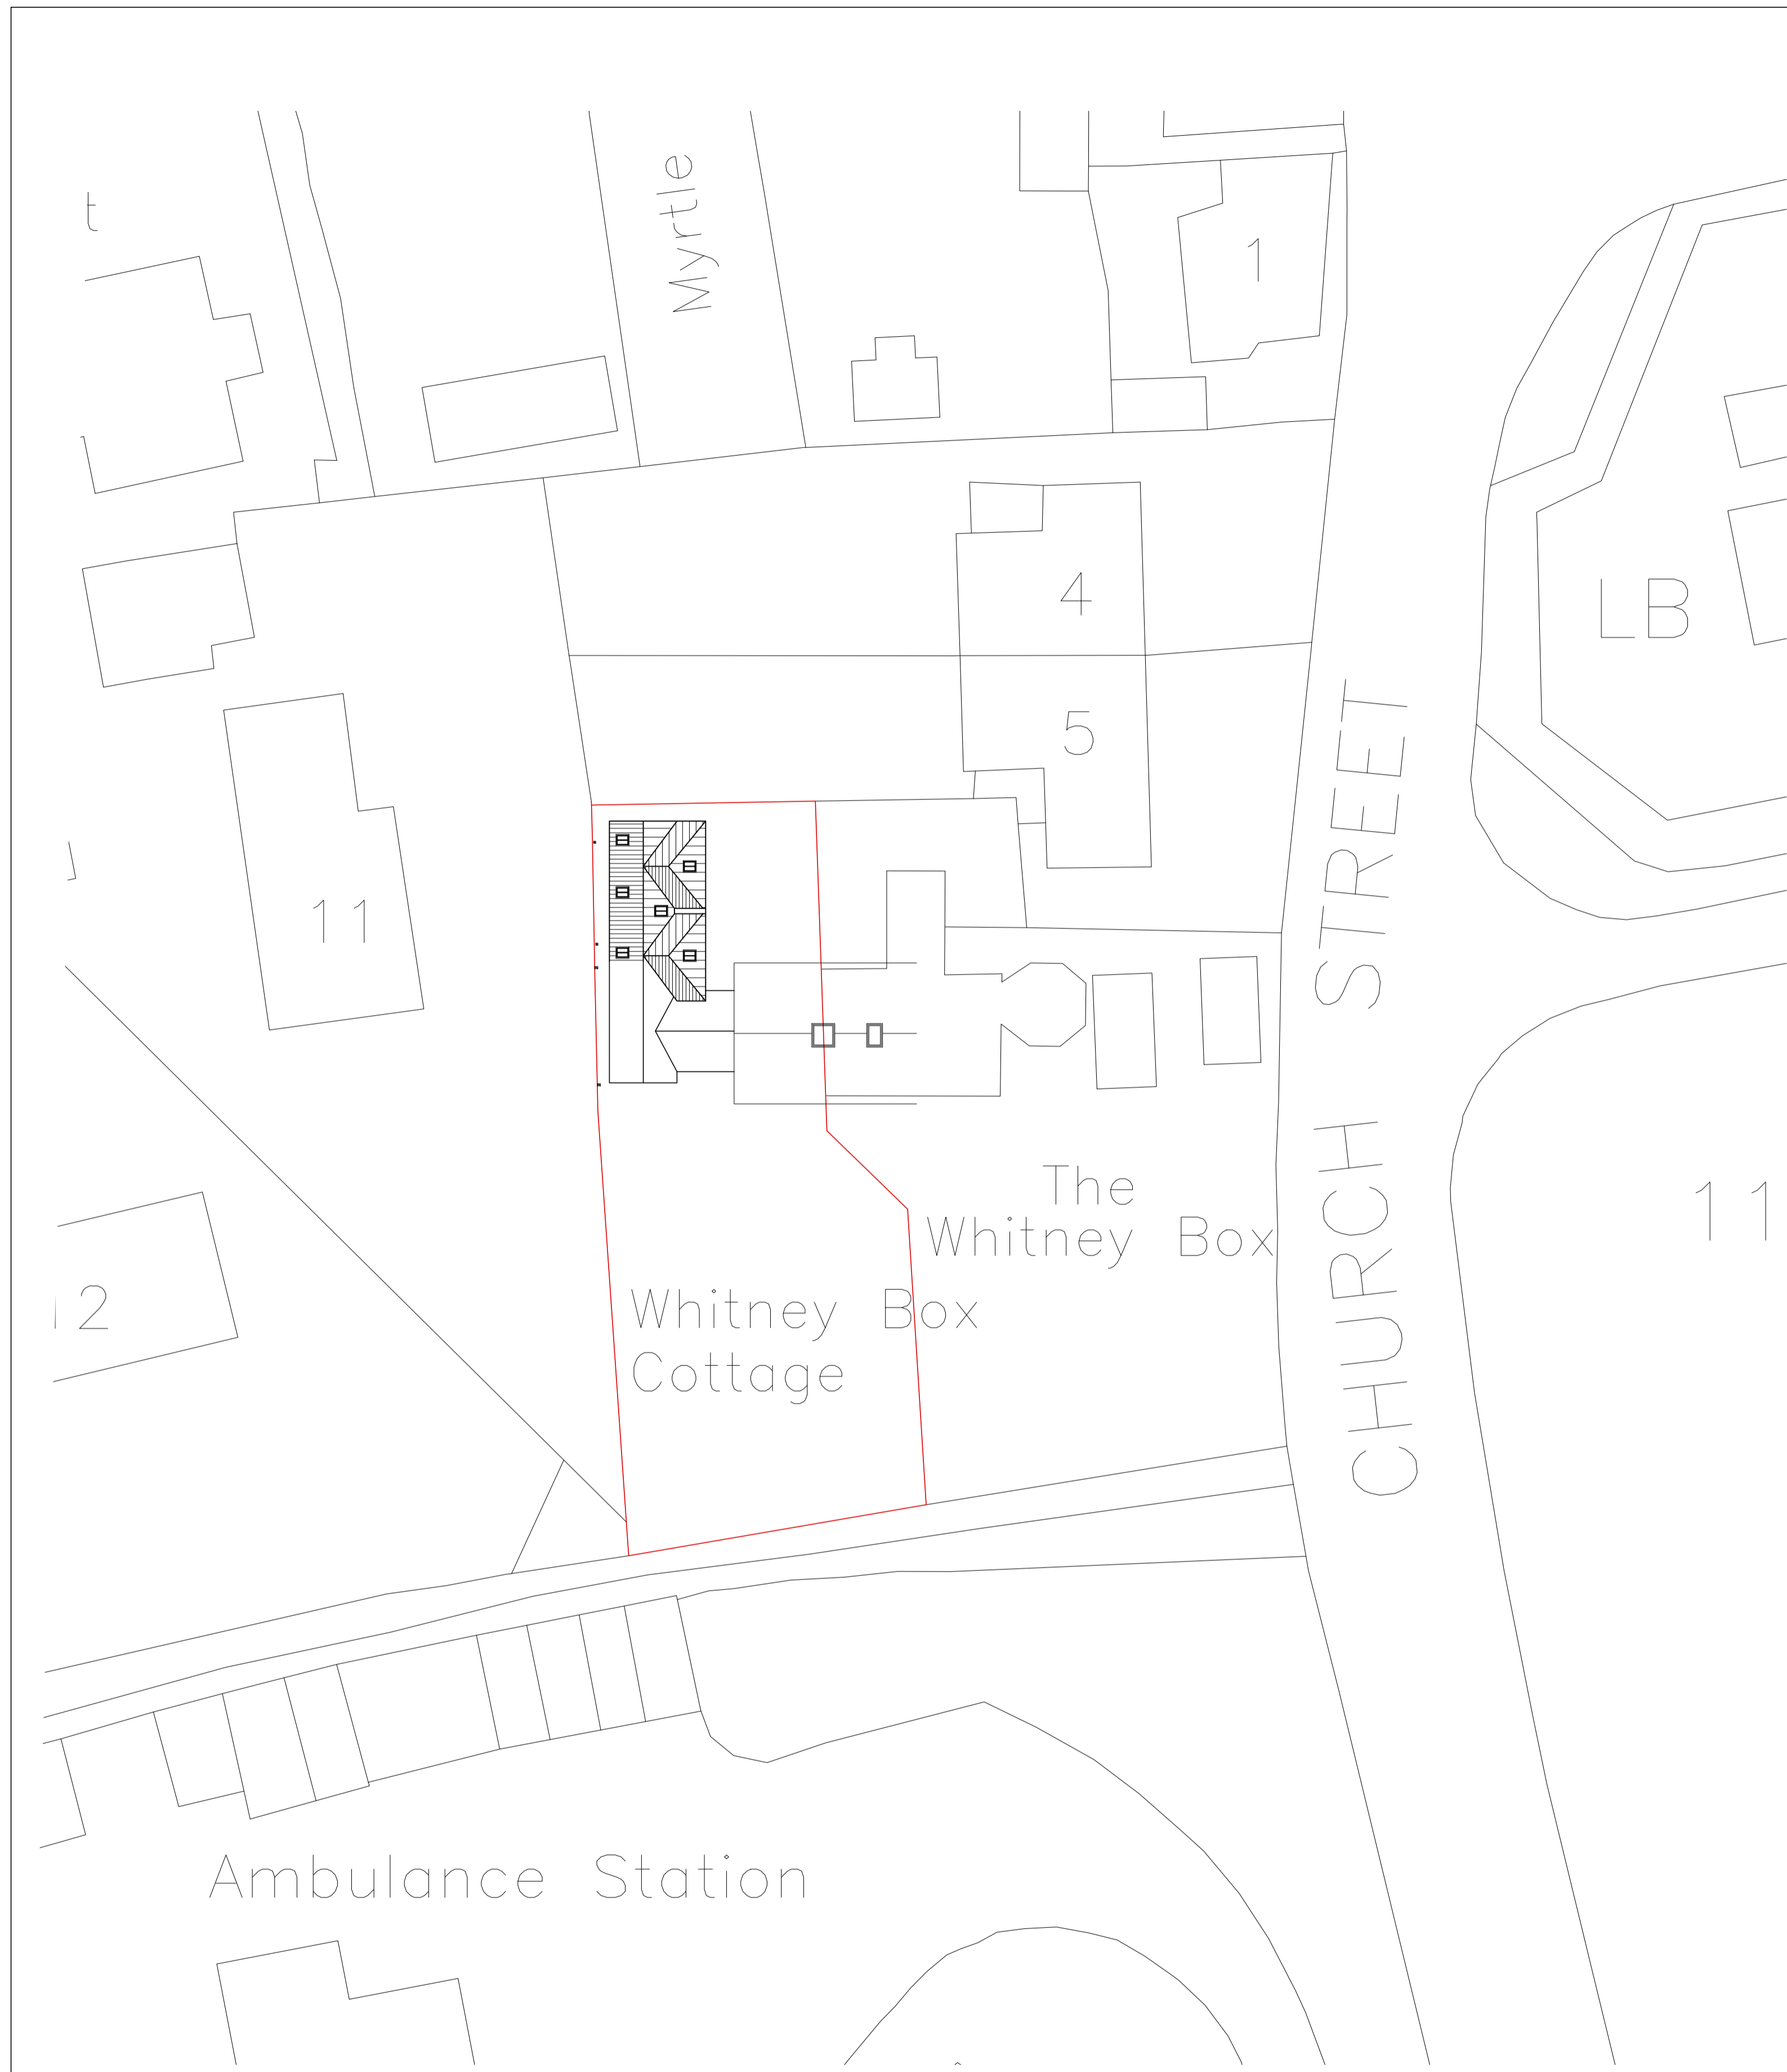 t
Myrtle
1
4
LB
5
11
CHURCH STREET
The
Whitney Box
11
Whitney Box
Cottage
2
Ambulance Station